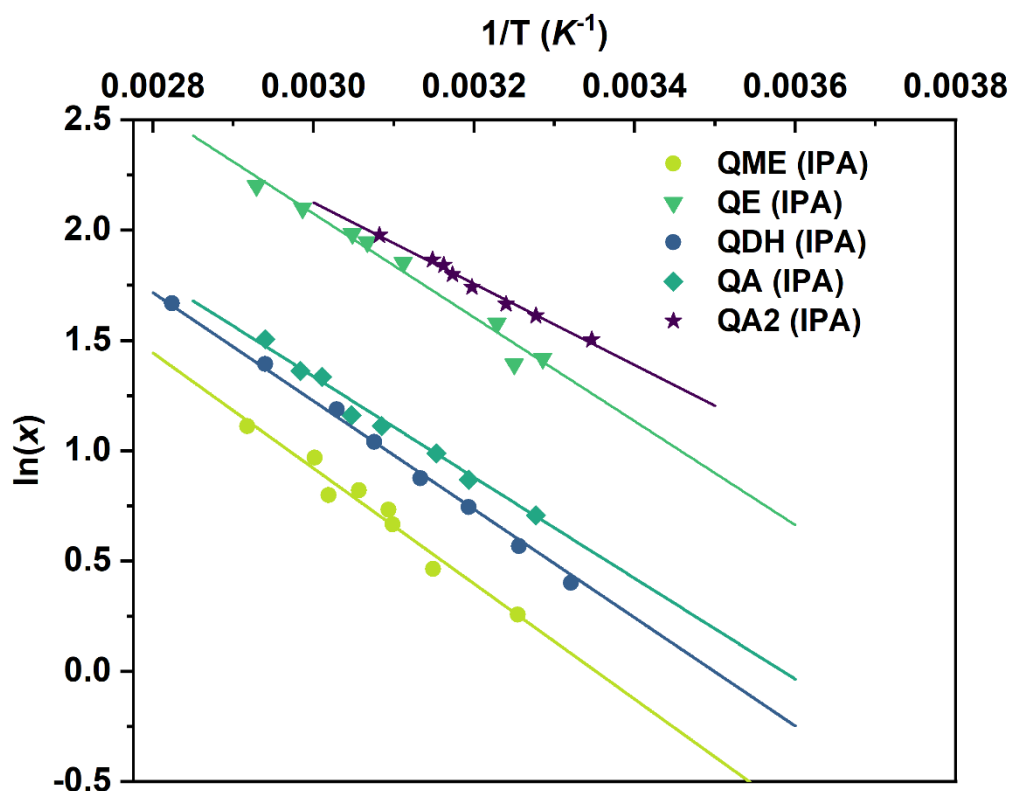 1/T (K⁻¹)
0.0028 0.0030 0.0032 0.0034 0.0036 0.0038
2.5
2.0
1.5
1.0
0.5
0.0
-0.5
ln(x)
QME (IPA)
QE (IPA)
QDH (IPA)
QA (IPA)
QA2 (IPA)